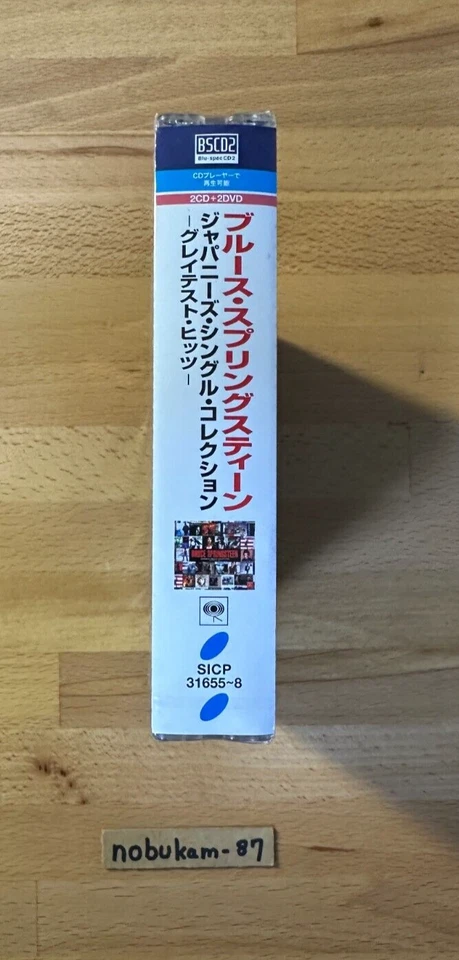 BSCD2
Blu-spec CD2
CDプレーヤーで
再生可能
2CD+2DVD
ブルース・スプリングスティーン
ジャパニーズ・シングル・コレクション
−グレイテスト・ヒッツ−
BRUCE SPRINGSTEEN
SICP
31655~8
nobukam-87